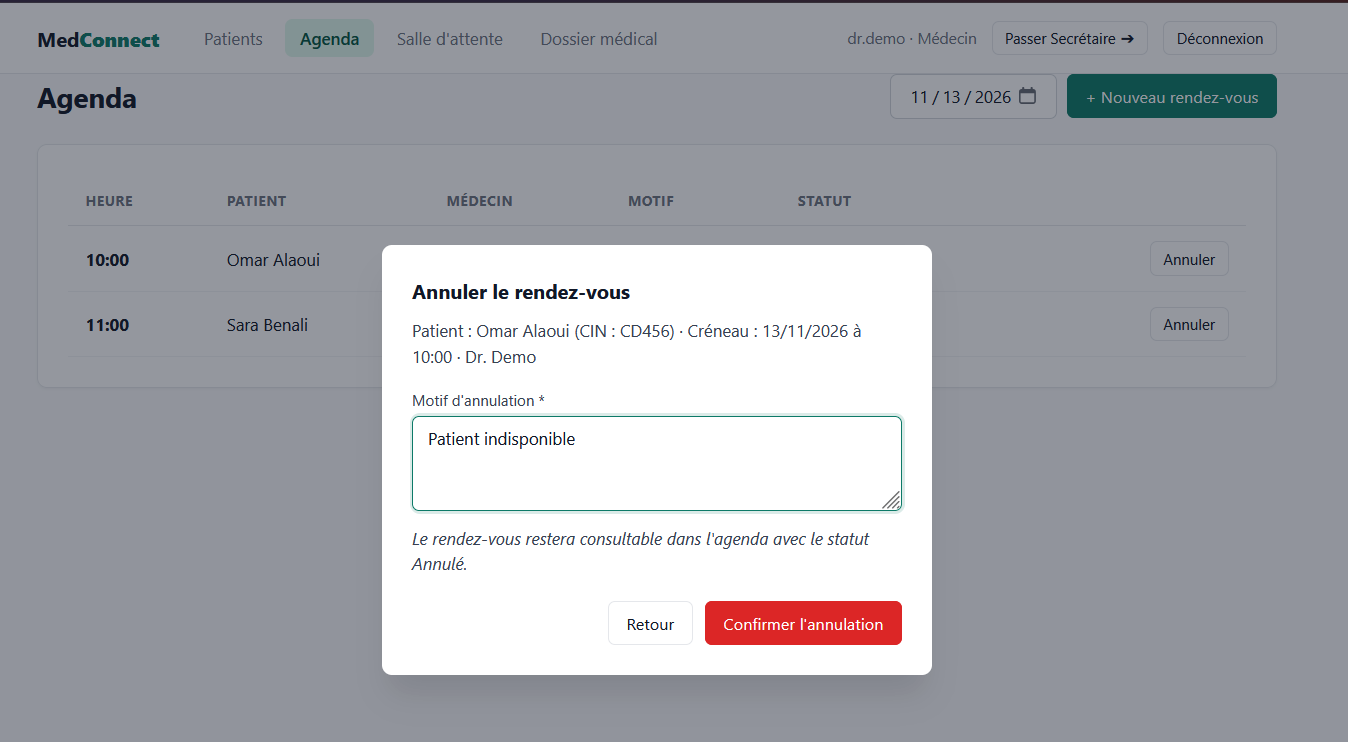 MedConnect Patients Agenda Salle d'attente Dossier médical dr.demo · Médecin Passer Secrétaire ➔ Déconnexion
Agenda 11 / 13 / 2026 + Nouveau rendez-vous
HEURE PATIENT MÉDECIN MOTIF STATUT
10:00 Omar Alaoui Annuler
11:00 Sara Benali Annuler
Annuler le rendez-vous
Patient : Omar Alaoui (CIN : CD456) · Créneau : 13/11/2026 à
10:00 · Dr. Demo
Motif d'annulation *
Patient indisponible
Le rendez-vous restera consultable dans l'agenda avec le statut
Annulé.
Retour Confirmer l'annulation